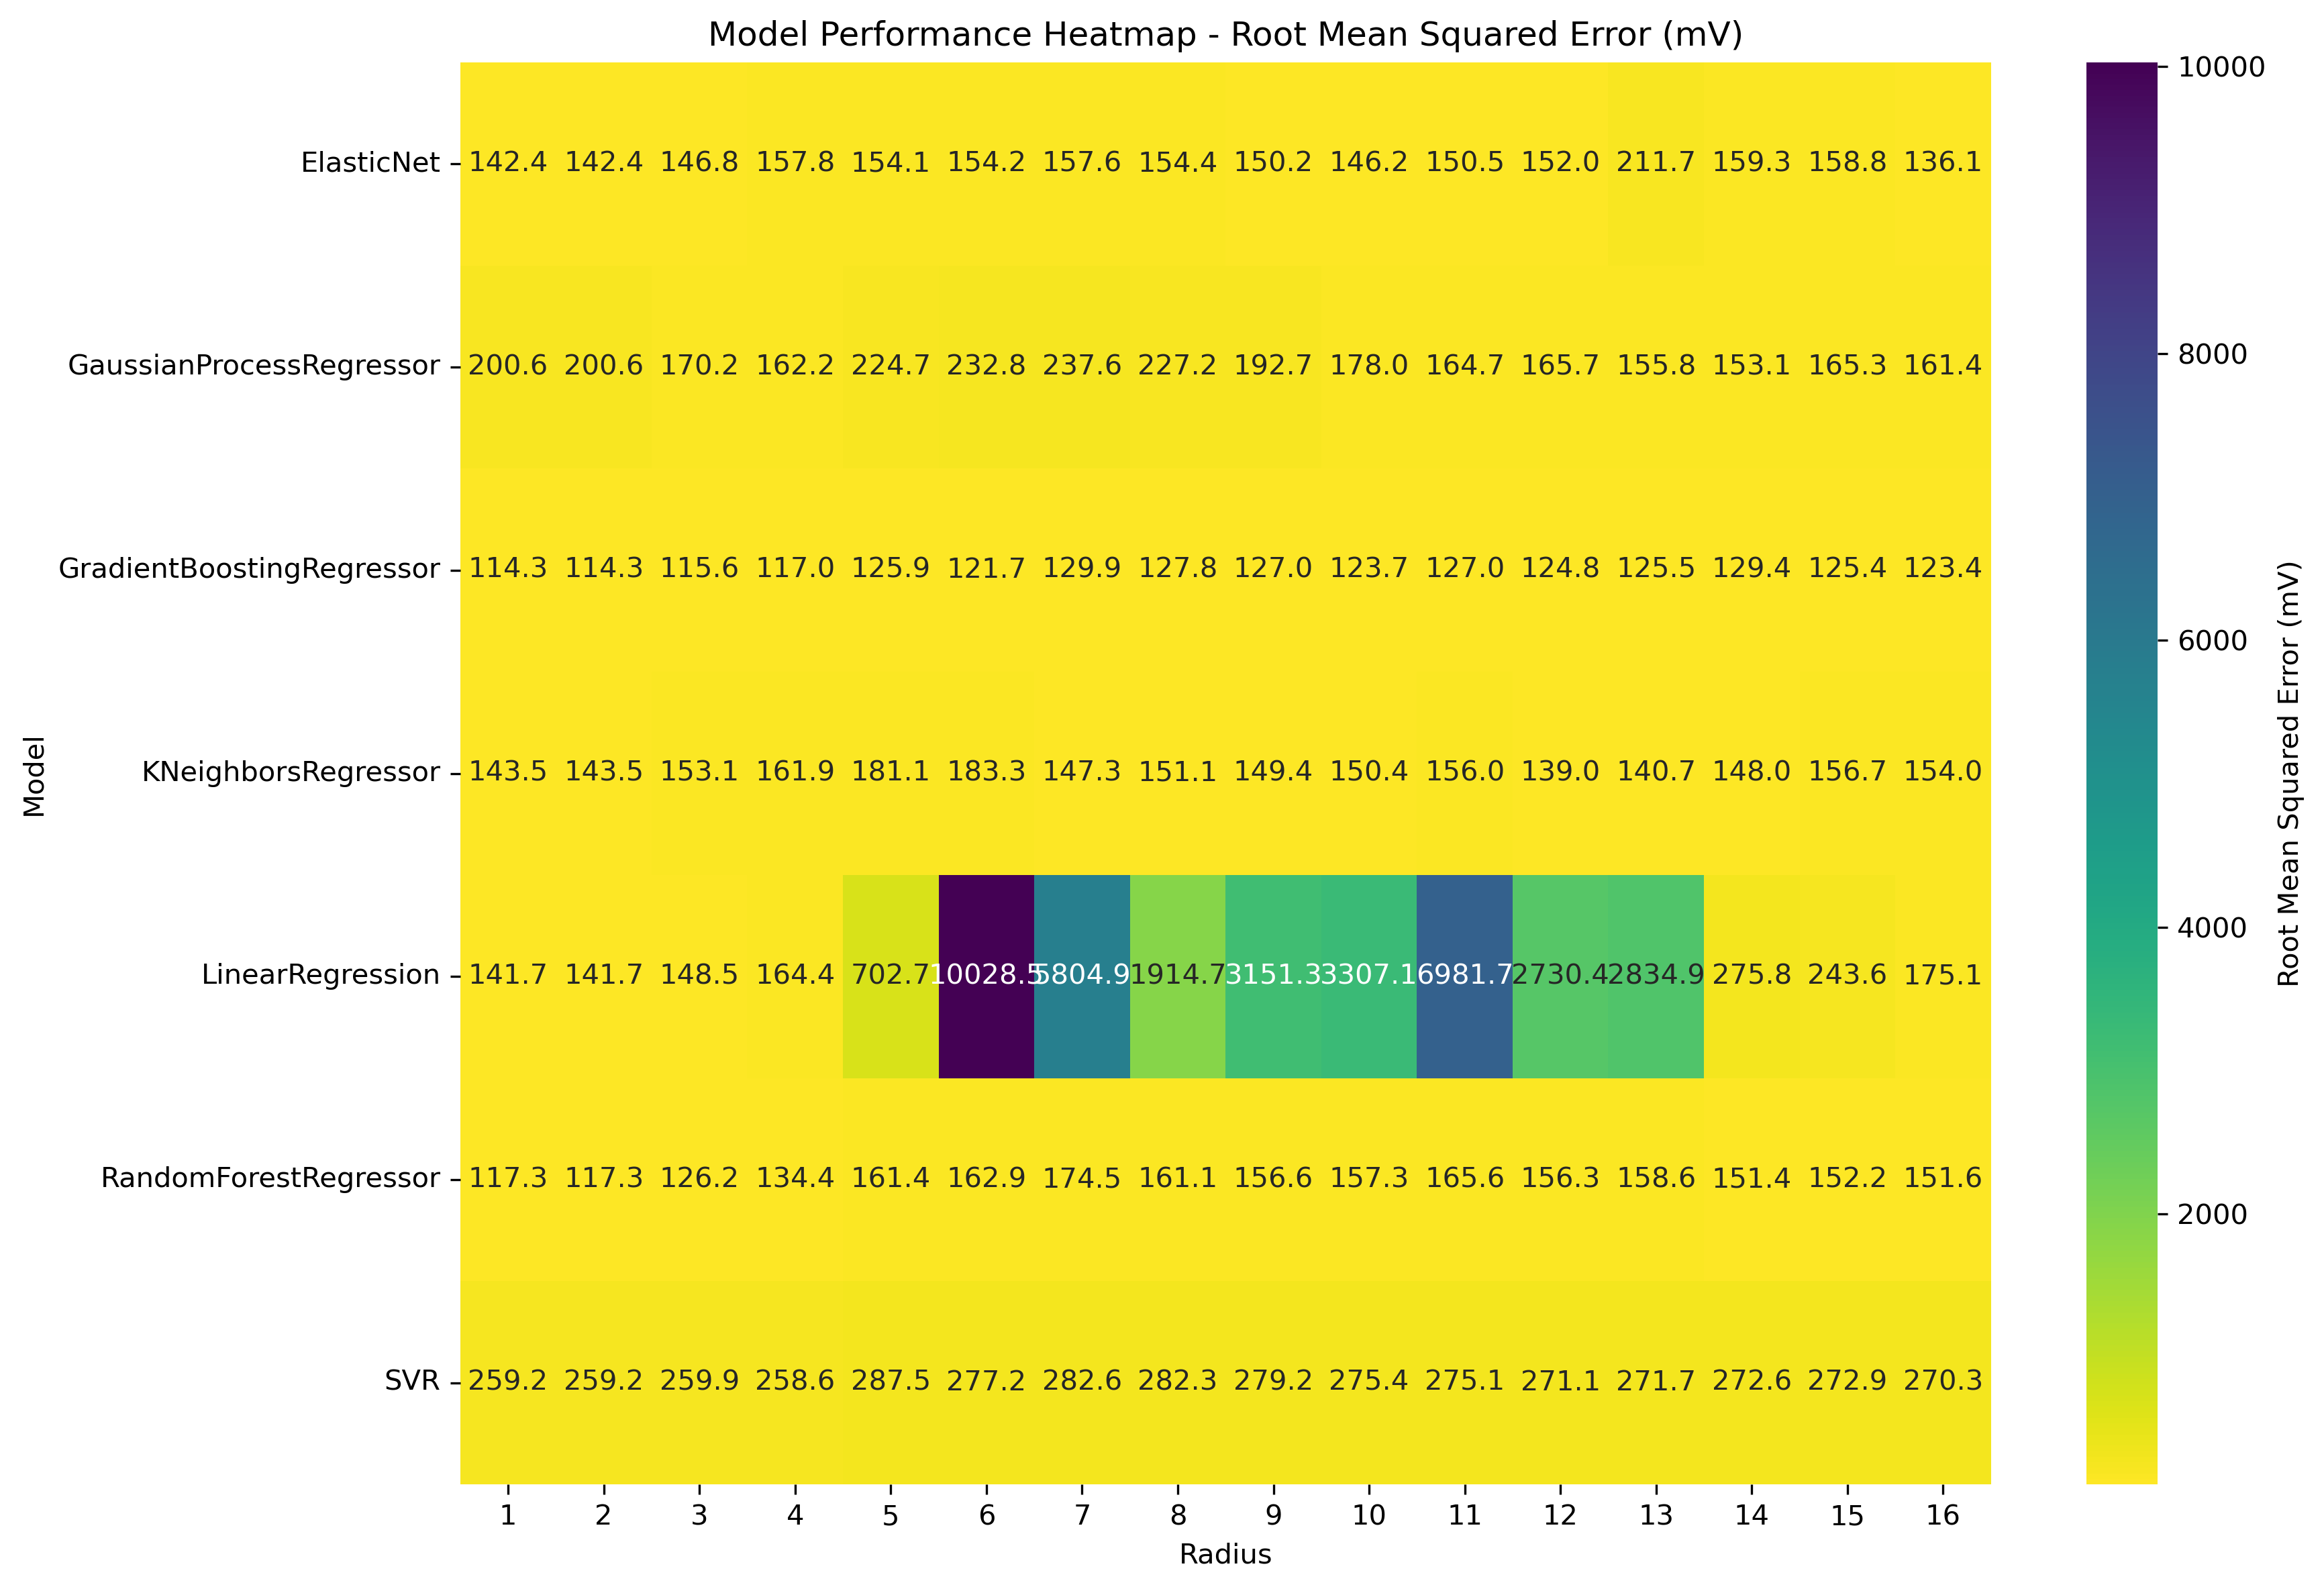 Model Performance Heatmap - Root Mean Squared Error (mV)
ElasticNet 142.4 142.4 146.8 157.8 154.1 154.2 157.6 154.4 150.2 146.2 150.5 152.0 211.7 159.3 158.8 136.1
GaussianProcessRegressor 200.6 200.6 170.2 162.2 224.7 232.8 237.6 227.2 192.7 178.0 164.7 165.7 155.8 153.1 165.3 161.4
GradientBoostingRegressor 114.3 114.3 115.6 117.0 125.9 121.7 129.9 127.8 127.0 123.7 127.0 124.8 125.5 129.4 125.4 123.4
KNeighborsRegressor 143.5 143.5 153.1 161.9 181.1 183.3 147.3 151.1 149.4 150.4 156.0 139.0 140.7 148.0 156.7 154.0
LinearRegression 141.7 141.7 148.5 164.4 702.7 10028.5 5804.9 1914.7 3151.3 3307.1 6981.7 2730.4 2834.9 275.8 243.6 175.1
RandomForestRegressor 117.3 117.3 126.2 134.4 161.4 162.9 174.5 161.1 156.6 157.3 165.6 156.3 158.6 151.4 152.2 151.6
SVR 259.2 259.2 259.9 258.6 287.5 277.2 282.6 282.3 279.2 275.4 275.1 271.1 271.7 272.6 272.9 270.3
1 2 3 4 5 6 7 8 9 10 11 12 13 14 15 16
Radius
Model
10000
8000
6000
4000
2000
Root Mean Squared Error (mV)